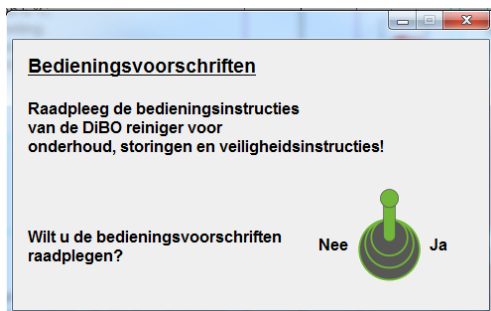 Bedieningsvoorschriften
Raadpleeg de bedieningsinstructies
van de DiBO reiniger voor
onderhoud, storingen en veiligheidsinstructies!
Wilt u de bedieningsvoorschriften
raadplegen?
Nee
Ja